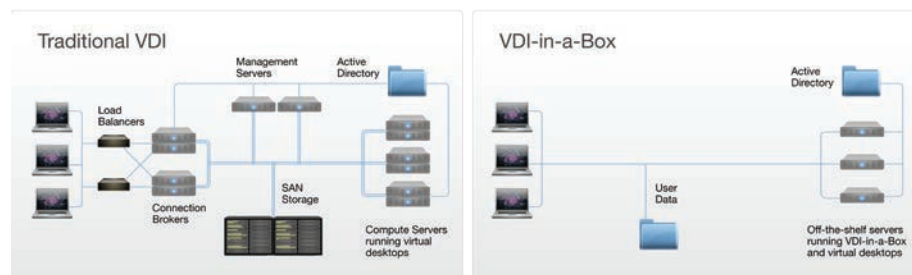 Traditional VDI
Management
Servers
Active
Directory
Load
Balancers
Connection
Brokers
SAN
Storage
Compute Servers
running virtual
desktops
VDI-in-a-Box
Active
Directory
User
Data
Off-the-shelf servers
running VDI-in-a-Box
and virtual desktops